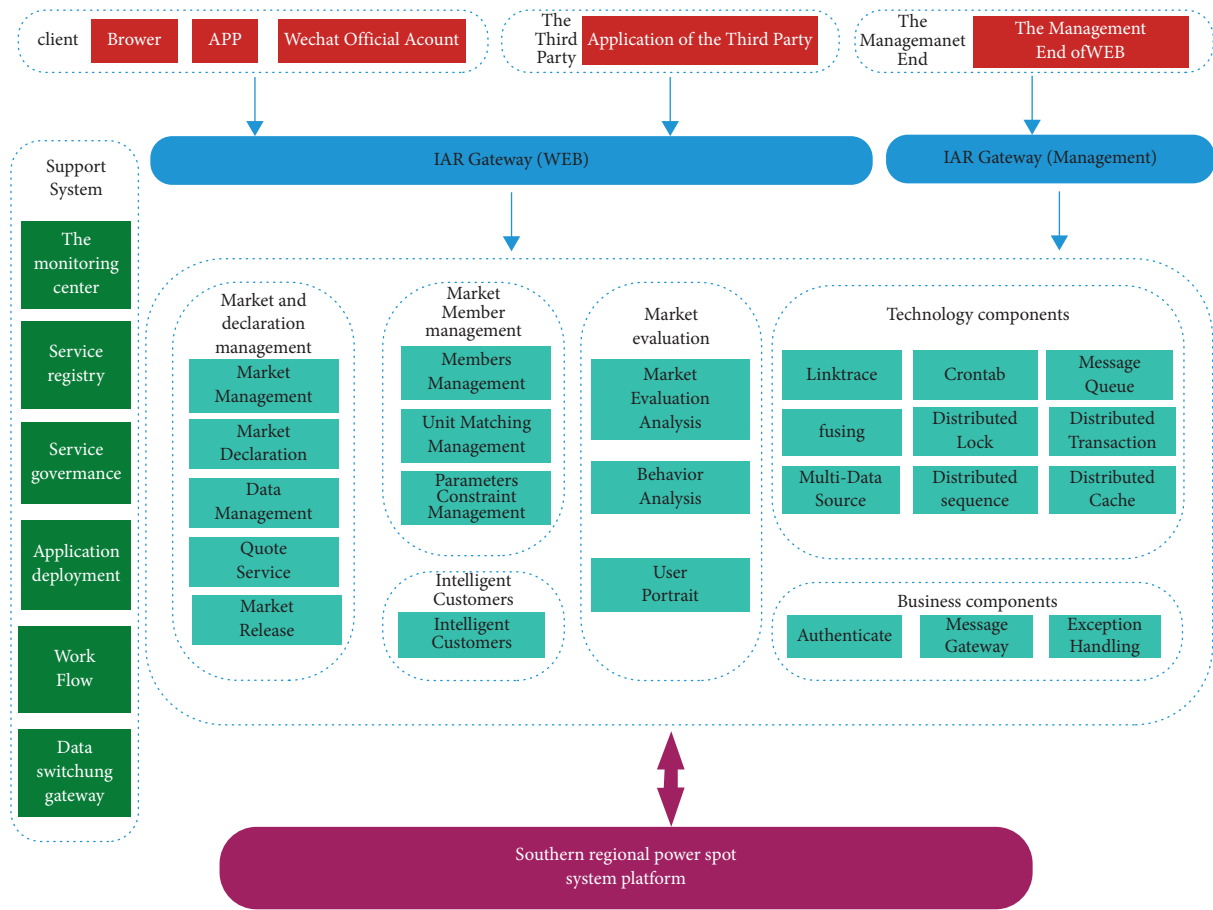 client
Brower
APP
Wechat Official Acount
The
Third
Party
Application of the Third Party
The
Managemanet
End
The Management
End ofWEB
IAR Gateway (WEB)
IAR Gateway (Management)
Support
System
The
monitoring
center
Service
registry
Service
governance
Application
deployment
Work
Flow
Data
switchung
gateway
Market and
declaration
management
Market
Management
Market
Declaration
Data
Management
Quote
Service
Market
Release
Market
Member
management
Members
Management
Unit Matching
Management
Parameters
Constraint
Management
Intelligent
Customers
Intelligent
Customers
Market
evaluation
Market
Evaluation
Analysis
Behavior
Analysis
User
Portrait
Technology components
Linktrace
Crontab
Message
Queue
fusing
Distributed
Lock
Distributed
Transaction
Multi-Data
Source
Distributed
sequence
Distributed
Cache
Business components
Authenticate
Message
Gateway
Exception
Handling
Southern regional power spot
system platform